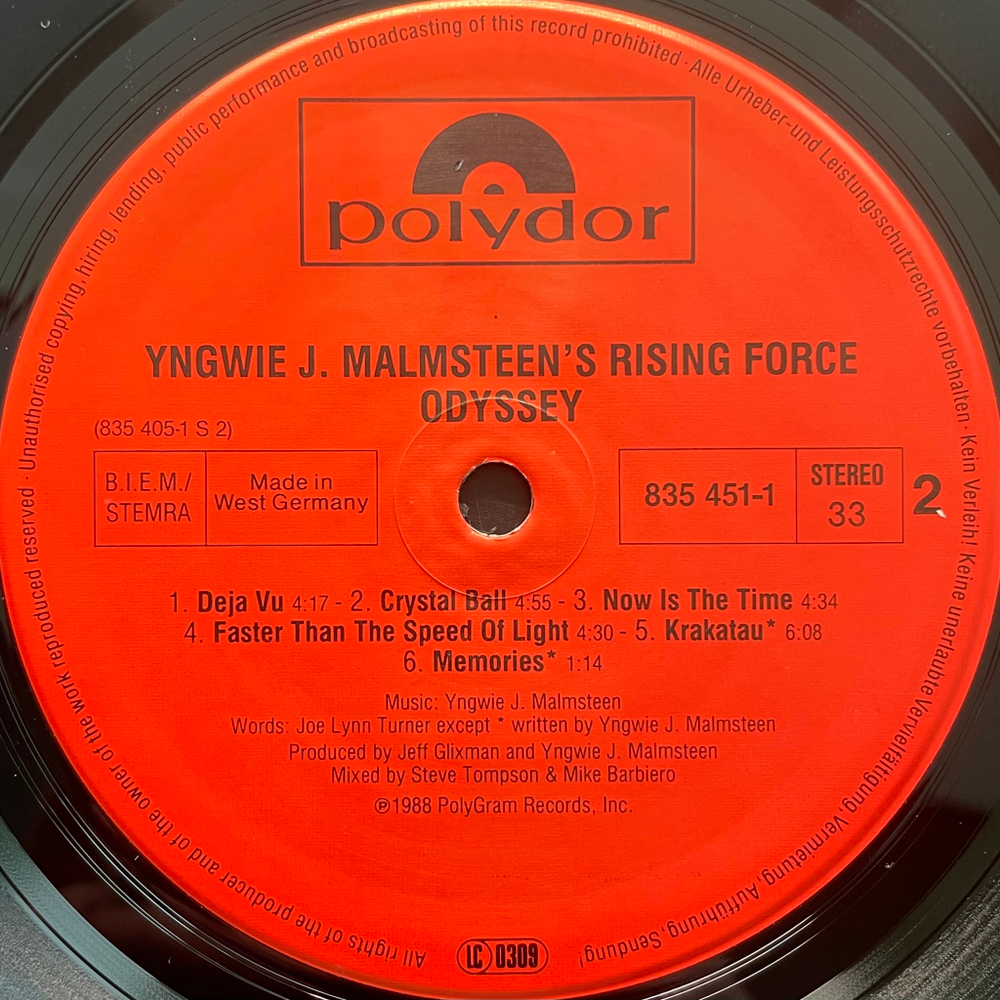 polydor
YNGWIE J. MALMSTEEN'S RISING FORCE
ODYSSEY
(835 405-1 S 2)
B.I.E.M./
STEMRA
Made in
West Germany
835 451-1
STEREO
33
2
1. Deja Vu 4:17 - 2. Crystal Ball 4:55 - 3. Now Is The Time 4:34
4. Faster Than The Speed Of Light 4:30 - 5. Krakatau* 6:08
6. Memories* 1:14
Music: Yngwie J. Malmsteen
Words: Joe Lynn Turner except * written by Yngwie J. Malmsteen
Produced by Jeff Glixman and Yngwie J. Malmsteen
Mixed by Steve Tompson & Mike Barbiero
℗1988 PolyGram Records, Inc.
LC 0309
All rights of the producer and of the owner of the work reproduced reserved · Unauthorised copying, hiring, lending, public performance and broadcasting of this record prohibited · Alle Urheber-und Leistungsschutzrechte vorbehalten · Kein Verleih! Keine unerlaubte Vervielfältigung, Vermietung, Aufführung, Sendung!